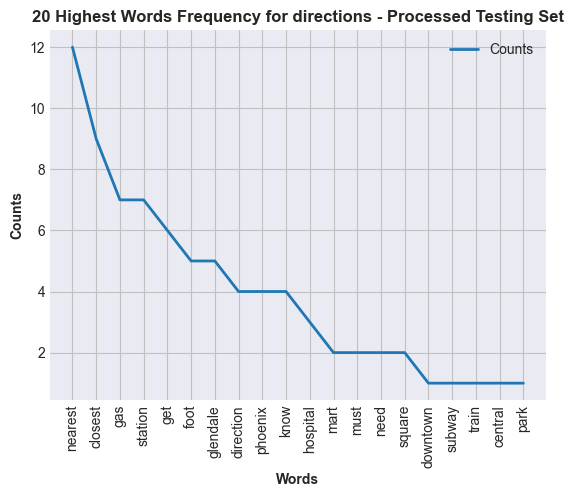 20 Highest Words Frequency for directions - Processed Testing Set
Counts
12
10
8
6
4
2
Counts
nearest
closest
gas
station
get
foot
glendale
direction
phoenix
know
hospital
mart
must
need
square
downtown
subway
train
central
park
Words